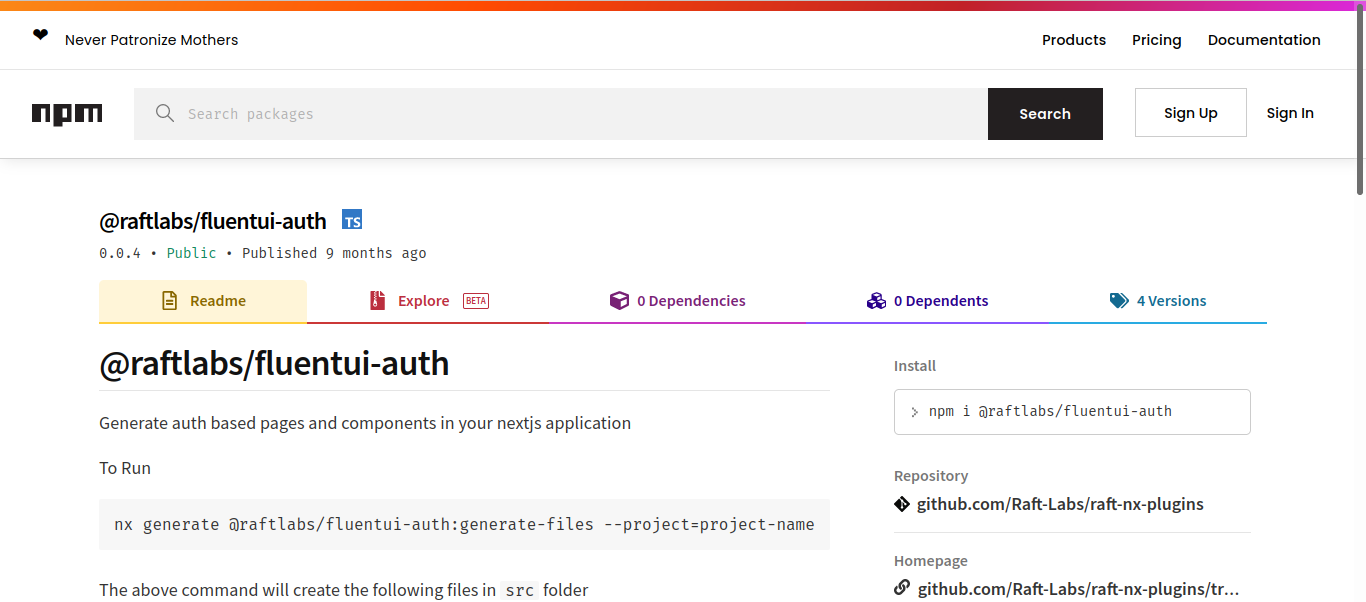 ❤ Never Patronize Mothers
Products Pricing Documentation
npm
Search packages
Search
Sign Up
Sign In
@raftlabs/fluentui-auth TS
0.0.4 • Public • Published 9 months ago
Readme
Explore BETA
0 Dependencies
0 Dependents
4 Versions
@raftlabs/fluentui-auth
Generate auth based pages and components in your nextjs application
To Run
nx generate @raftlabs/fluentui-auth:generate-files --project=project-name
The above command will create the following files in src folder
Install
> npm i @raftlabs/fluentui-auth
Repository
github.com/Raft-Labs/raft-nx-plugins
Homepage
github.com/Raft-Labs/raft-nx-plugins/tr...